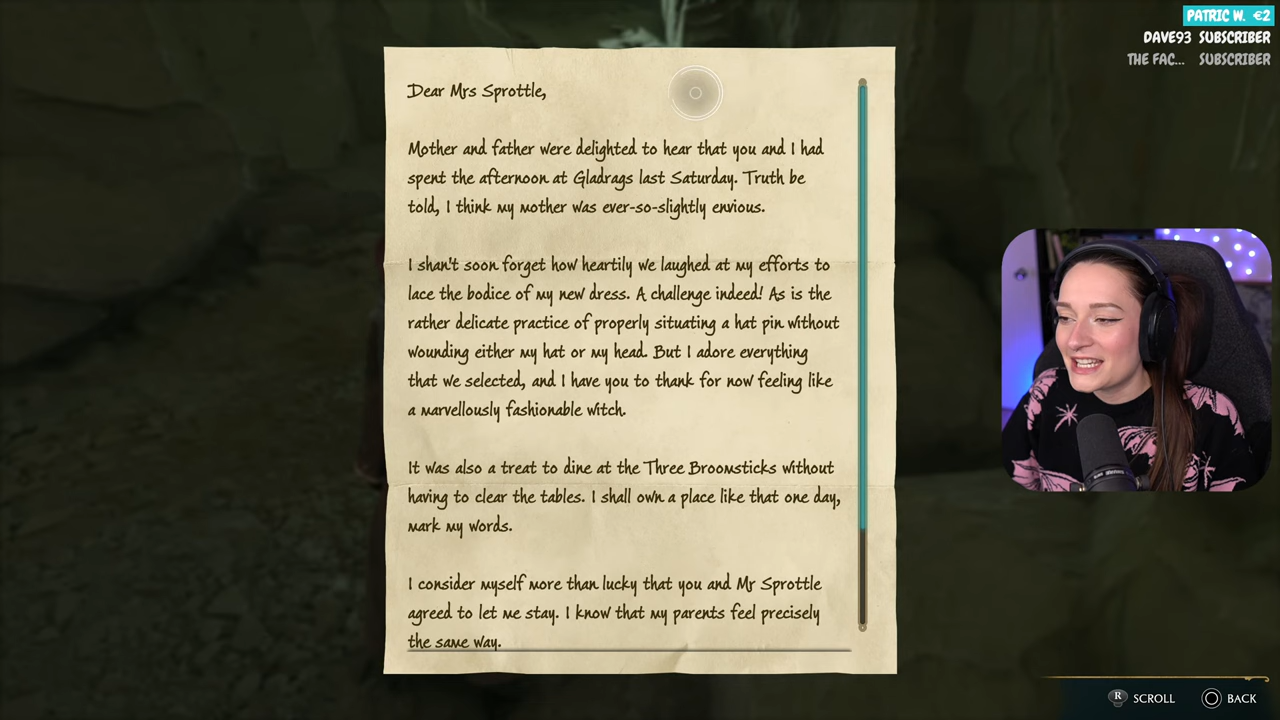 PATRIC W. €2
DAVE93 SUBSCRIBER
THE FAC... SUBSCRIBER
Dear Mrs Sprottle,
Mother and father were delighted to hear that you and I had
spent the afternoon at Gladrags last Saturday. Truth be
told, I think my mother was ever-so-slightly envious.
I shan't soon forget how heartily we laughed at my efforts to
lace the bodice of my new dress. A challenge indeed! As is the
rather delicate practice of properly situating a hat pin without
wounding either my hat or my head. But I adore everything
that we selected, and I have you to thank for now feeling like
a marvellously fashionable witch.
It was also a treat to dine at the Three Broomsticks without
having to clear the tables. I shall own a place like that one day,
mark my words.
I consider myself more than lucky that you and Mr Sprottle
agreed to let me stay. I know that my parents feel precisely
the same way.
R SCROLL BACK